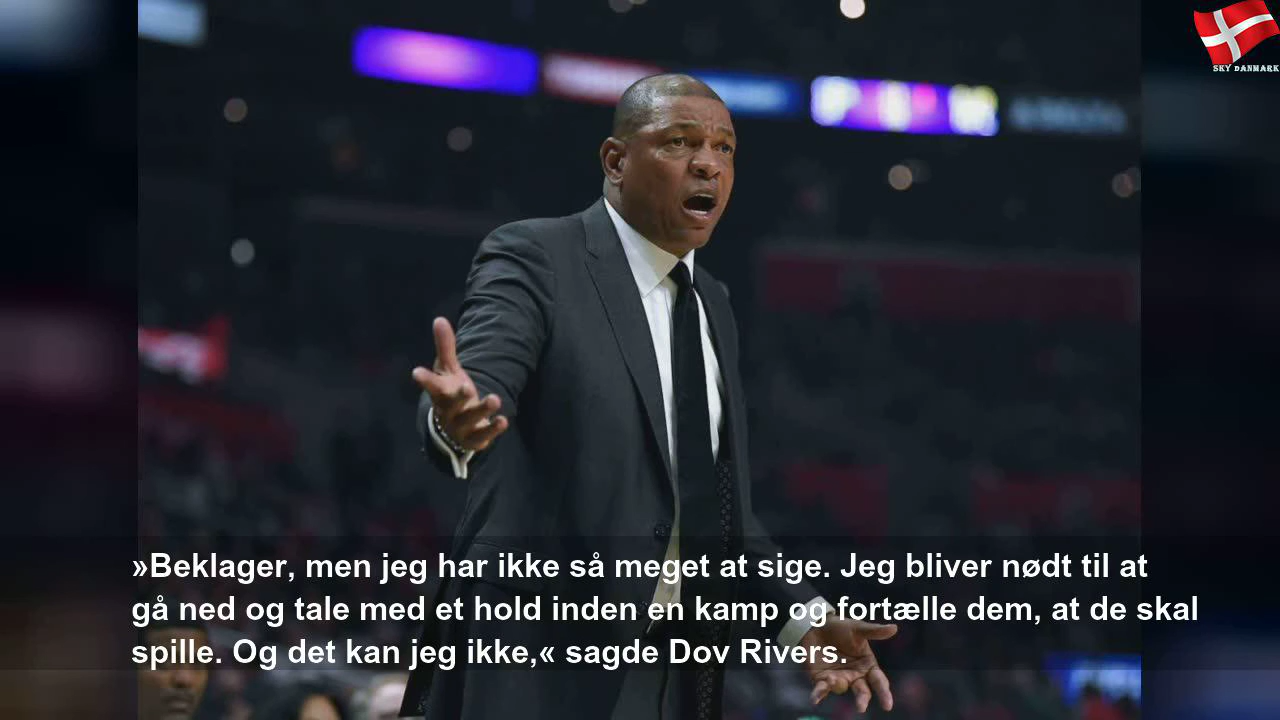 SKY DANMARK
»Beklager, men jeg har ikke så meget at sige. Jeg bliver nødt til at
gå ned og tale med et hold inden en kamp og fortælle dem, at de skal
spille. Og det kan jeg ikke,« sagde Dov Rivers.